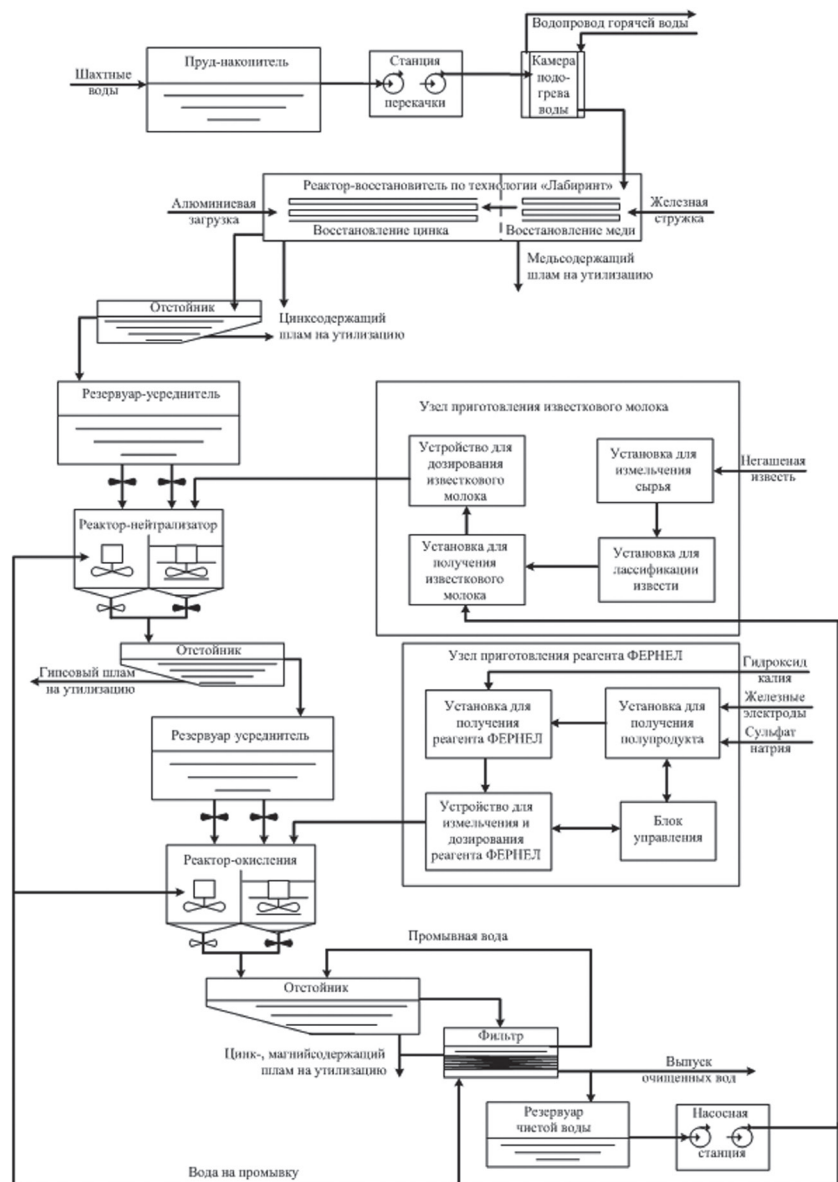 Водопровод горячей воды
Пруд-накопитель
Станция
перекачки
Камера
подо-
грева
воды
Шахтные
воды
Реактор-восстановитель по технологии «Лабиринт»
Алюминиевая
загрузка
Железная
стружка
Восстановление цинка
Восстановление меди
Медьсодержащий
шлам на утилизацию
Отстойник
Цинксодержащий
шлам на утилизацию
Резервуар-усреднитель
Узел приготовления известкового молока
Устройство для
дозирования
известкового
молока
Установка для
измельчения
сырья
Негашеная
известь
Реактор-нейтрализатор
Установка для
получения
известкового
молока
Установка для
лассификации
извести
Отстойник
Гипсовый шлам
на утилизацию
Узел приготовления реагента ФЕРНЕЛ
Гидроксид
калия
Установка для
получения
реагента ФЕРНЕЛ
Установка для
получения
полупродукта
Железные
электроды
Сульфат
натрия
Резервуар усреднитель
Устройство для
измельчения и
дозирования
реагента ФЕРНЕЛ
Блок
управления
Реактор-окисления
Промывная вода
Отстойник
Фильтр
Цинк-, магнийсодержащий
шлам на утилизацию
Выпуск
очищенных вод
Резервуар
чистой воды
Насосная
станция
Вода на промывку